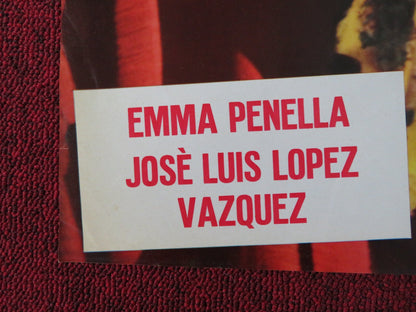 EMMA PENELLA
JOSÈ LUIS LOPEZ
VAZQUEZ